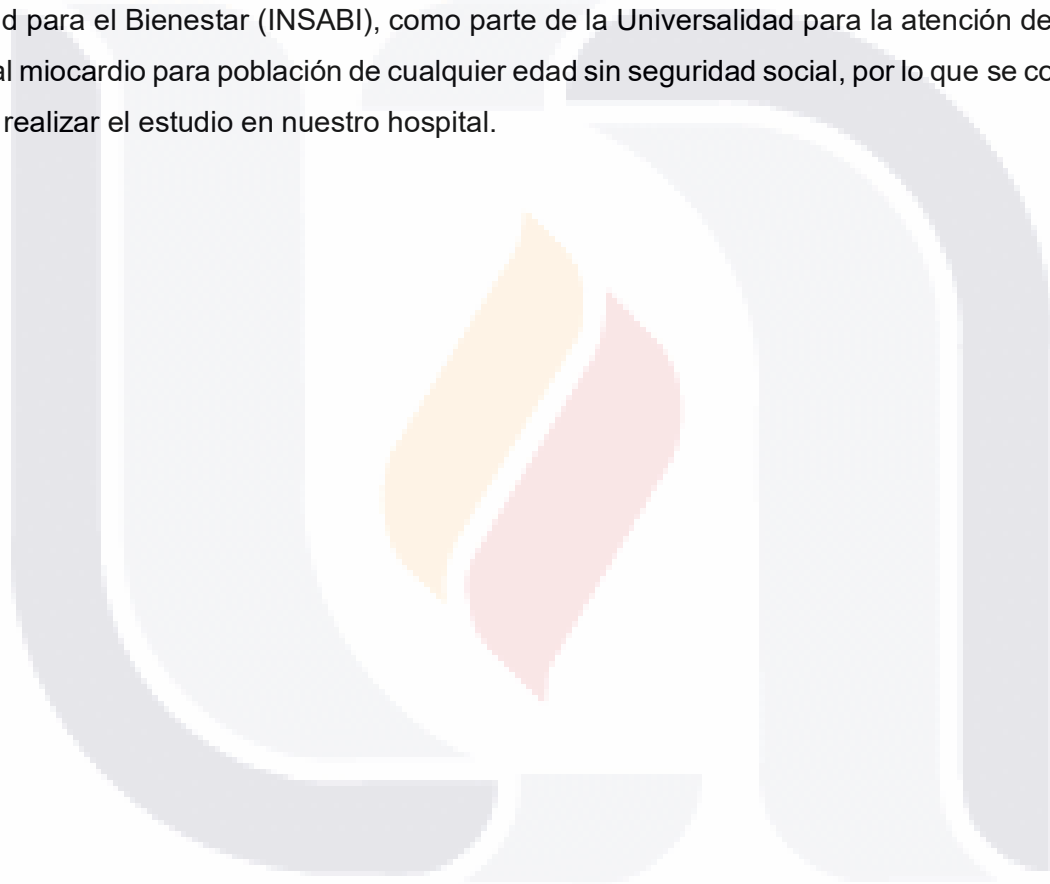 d para el Bienestar (INSABI), como parte de la Universalidad para la atención de
al miocardio para población de cualquier edad sin seguridad social, por lo que se co
realizar el estudio en nuestro hospital.